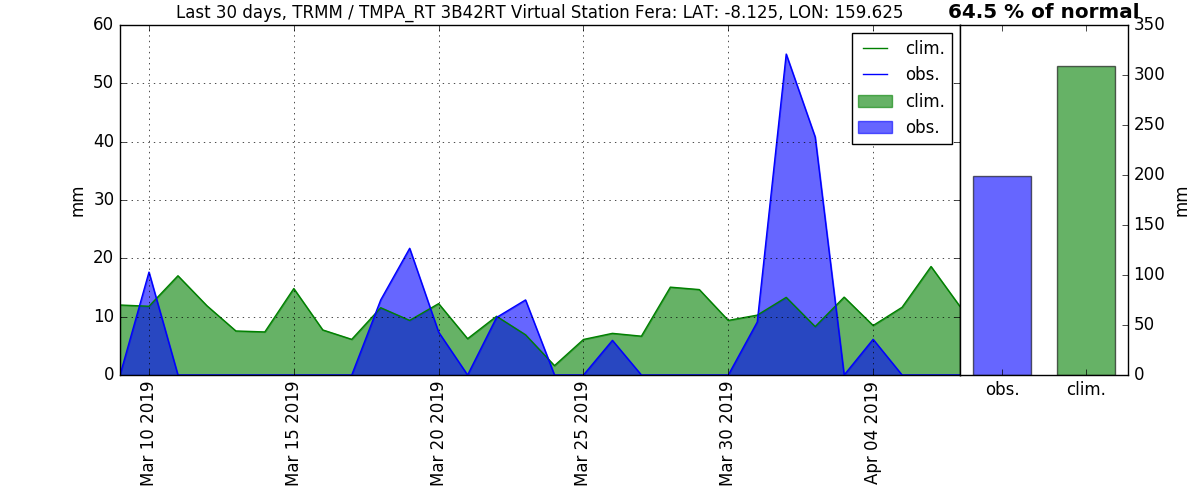 Last 30 days, TRMM / TMPA_RT 3B42RT Virtual Station Fera: LAT: -8.125, LON: 159.625
64.5 % of normal
60
50
40
30
20
10
0
mm
clim.
obs.
clim.
obs.
Mar 10 2019
Mar 15 2019
Mar 20 2019
Mar 25 2019
Mar 30 2019
Apr 04 2019
350
300
250
200
150
100
50
0
mm
obs.
clim.